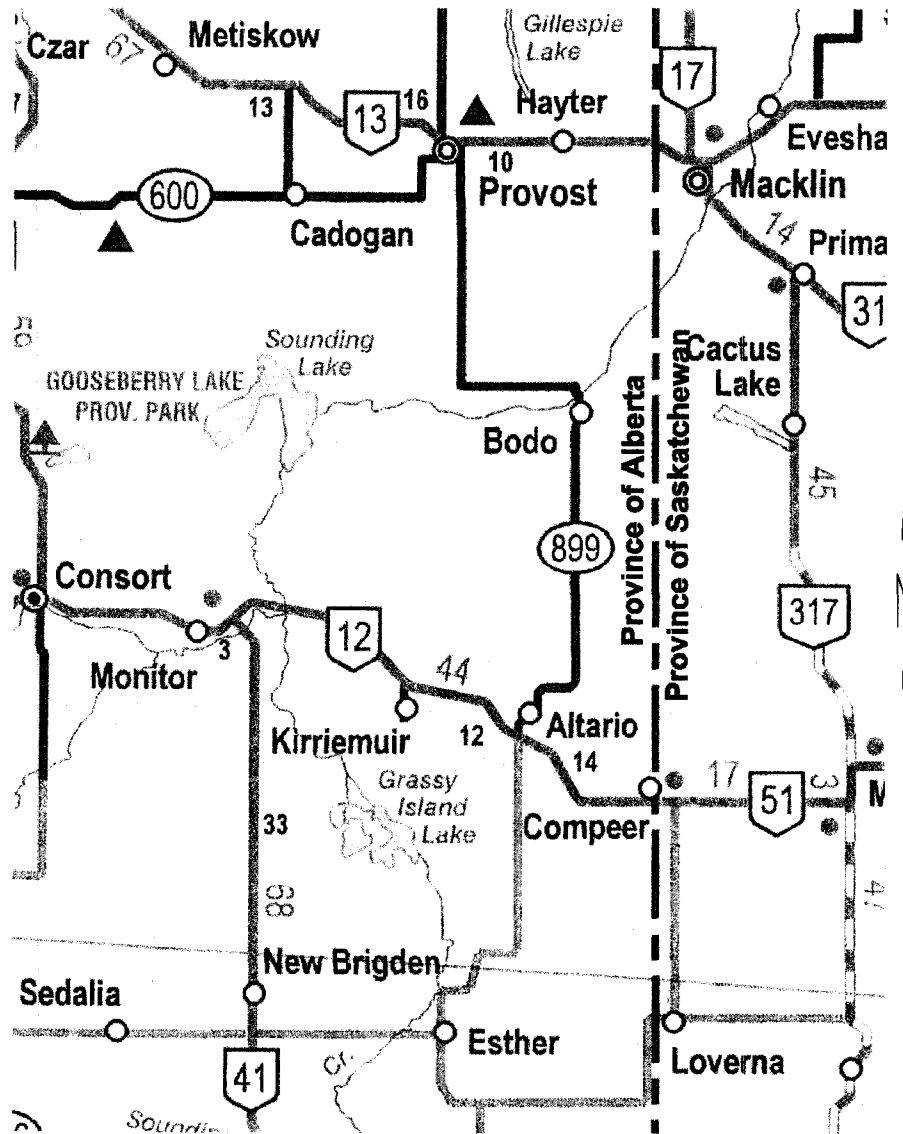 Czar
67
Metiskow
Gillespie
Lake
17
13
13
16
Hayter
10
Evesha
Provost
Macklin
600
Cadogan
14
Prima
31
Sounding
Lake
GOOSEBERRY LAKE
PROV. PARK
Cactus
Lake
Bodo
Province of Alberta
Province of Saskatchewan
45
899
Consort
317
12
3
Monitor
44
Kirriemuir
12
Altario
14
Grassy
Island
Lake
17
51
3
M
Compeer
33
68
47
New Brigden
Sedalia
Esther
Loverna
41